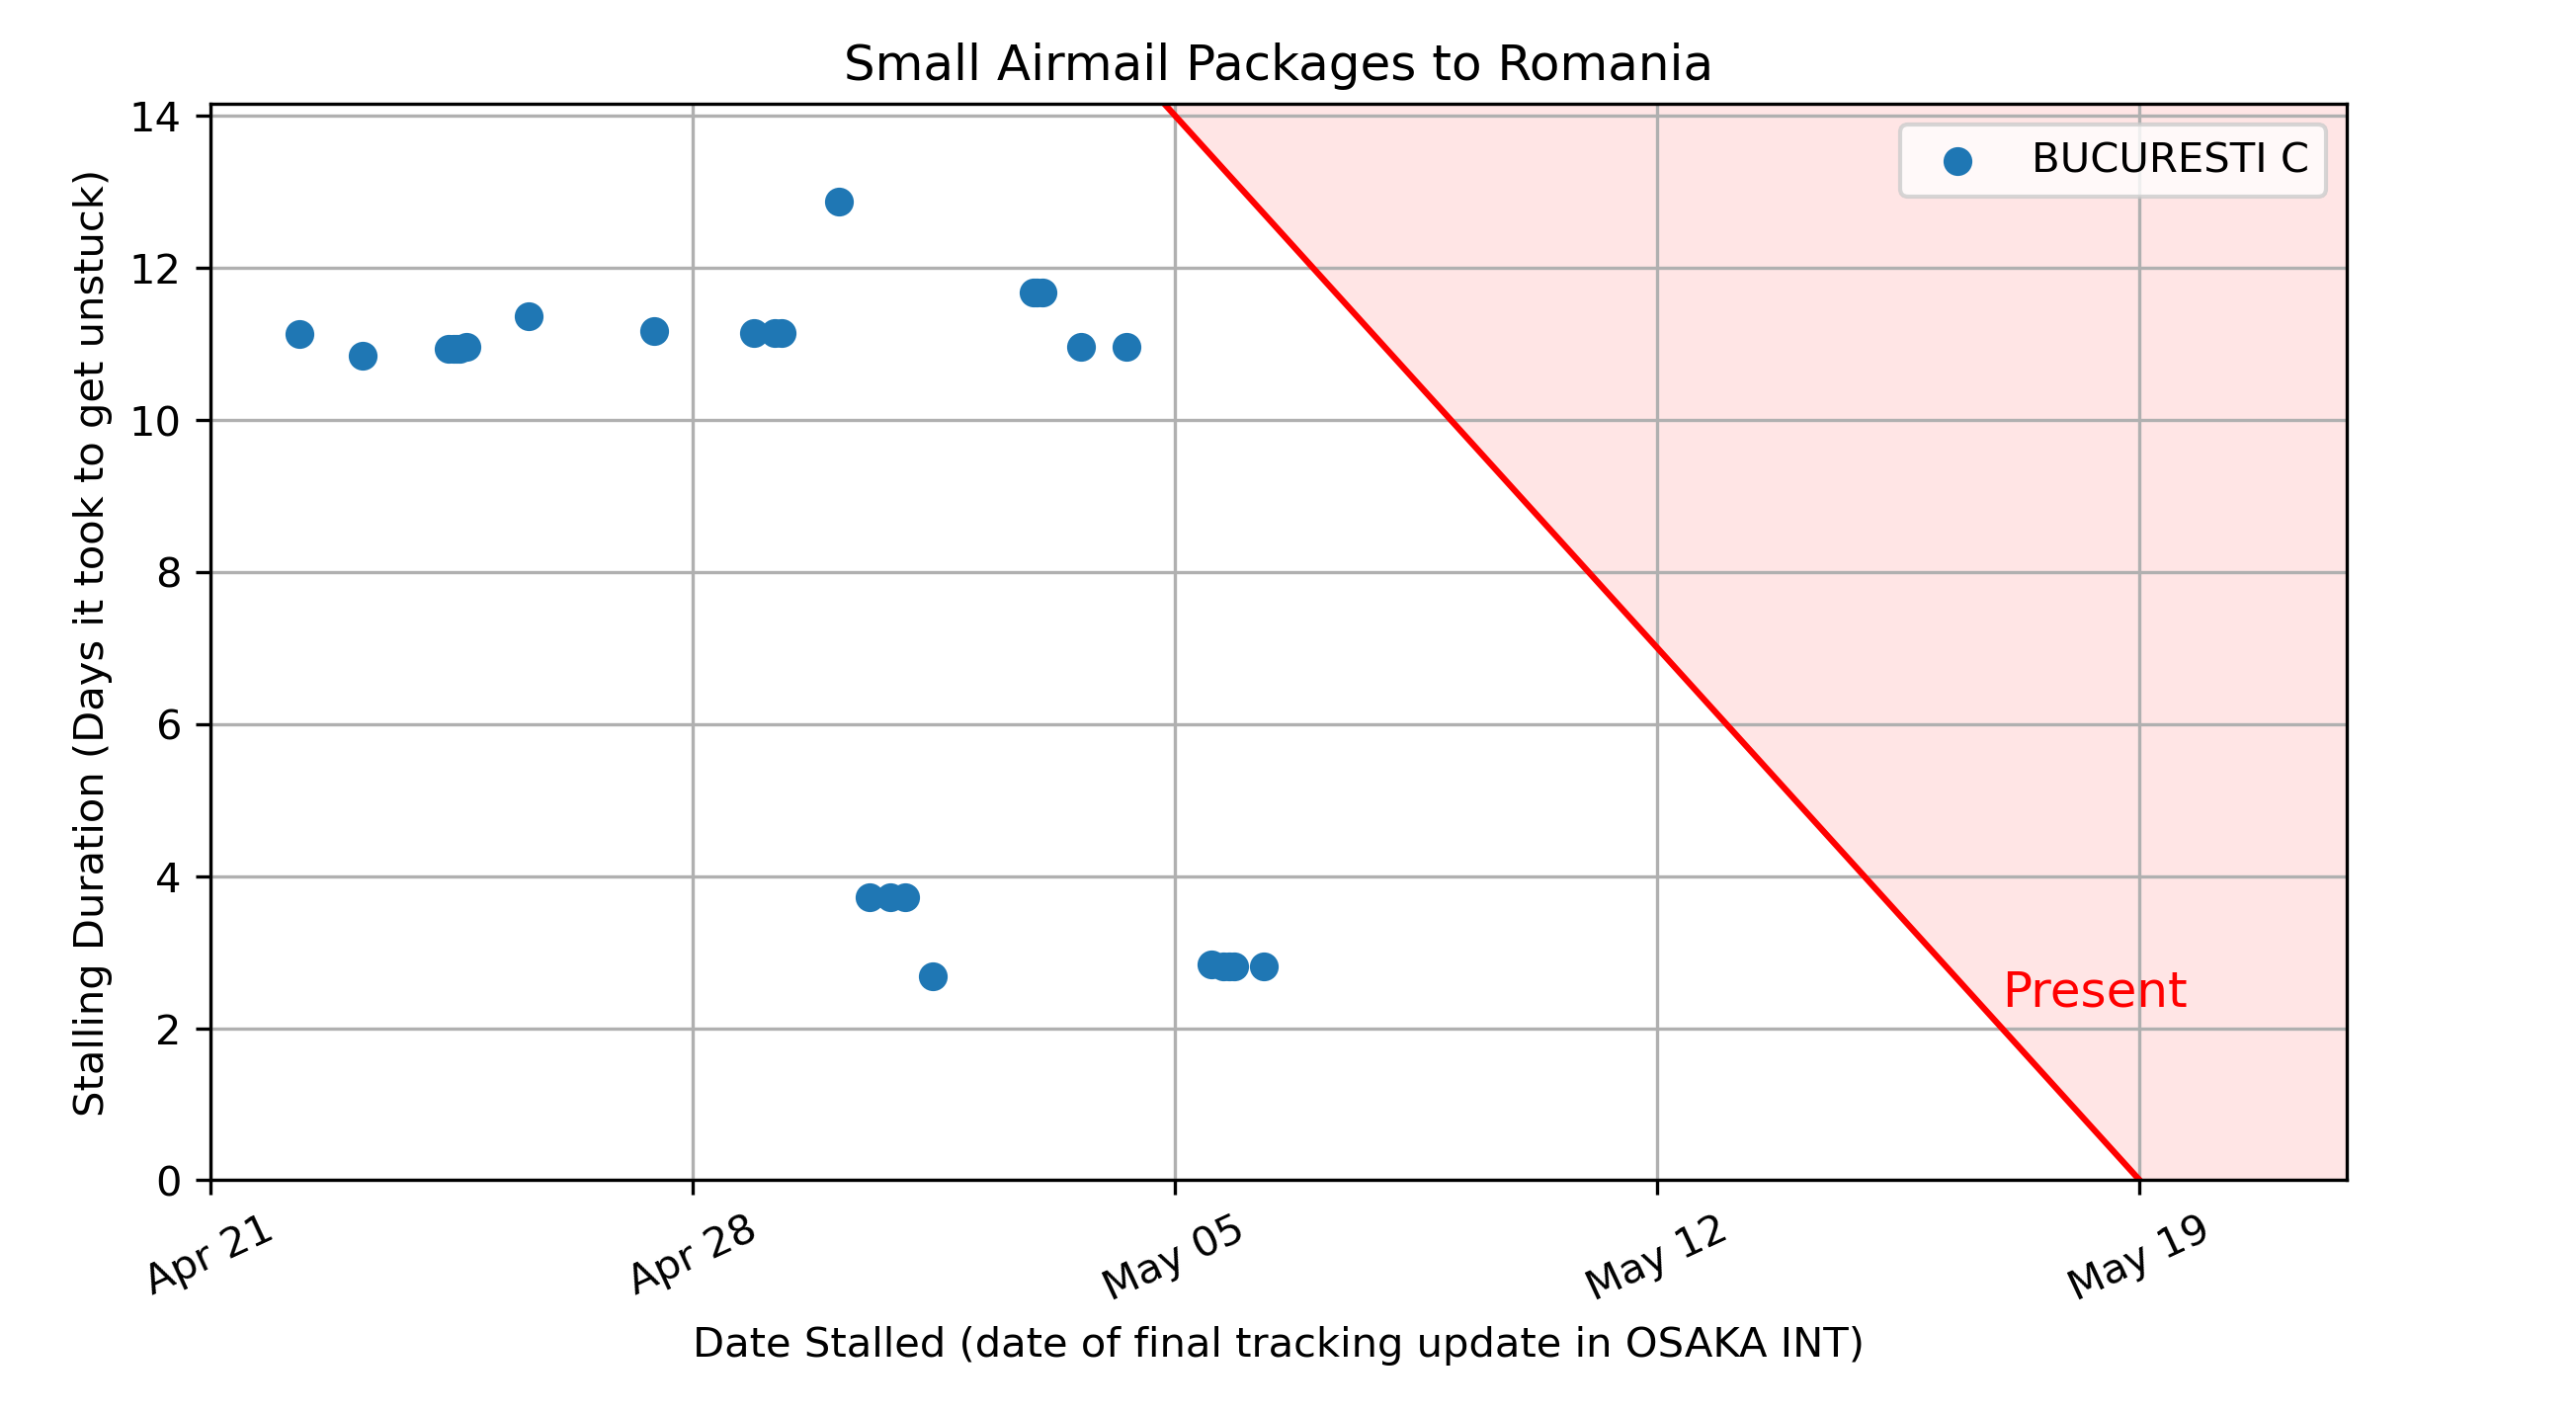 Small Airmail Packages to Romania
Stalling Duration (Days it took to get unstuck)
14
12
10
8
6
4
2
0
BUCURESTI C
Present
Apr 21
Apr 28
May 05
May 12
May 19
Date Stalled (date of final tracking update in OSAKA INT)